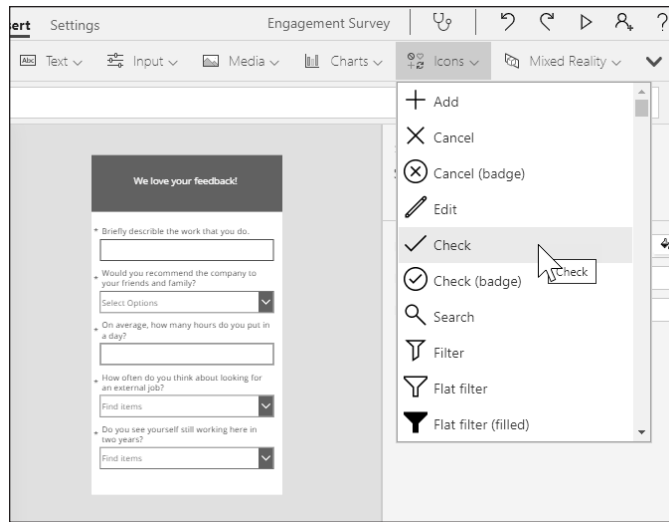 ert Settings Engagement Survey
Abc Text Input Media Charts Icons Mixed Reality
Add
Cancel
Cancel (badge)
Edit
Check
Check
Check (badge)
Search
Filter
Flat filter
Flat filter (filled)
We love your feedback!
* Briefly describe the work that you do.
* Would you recommend the company to
your friends and family?
Select Options
* On average, how many hours do you put in
a day?
* How often do you think about looking for
an external job?
Find items
* Do you see yourself still working here in
two years?
Find items